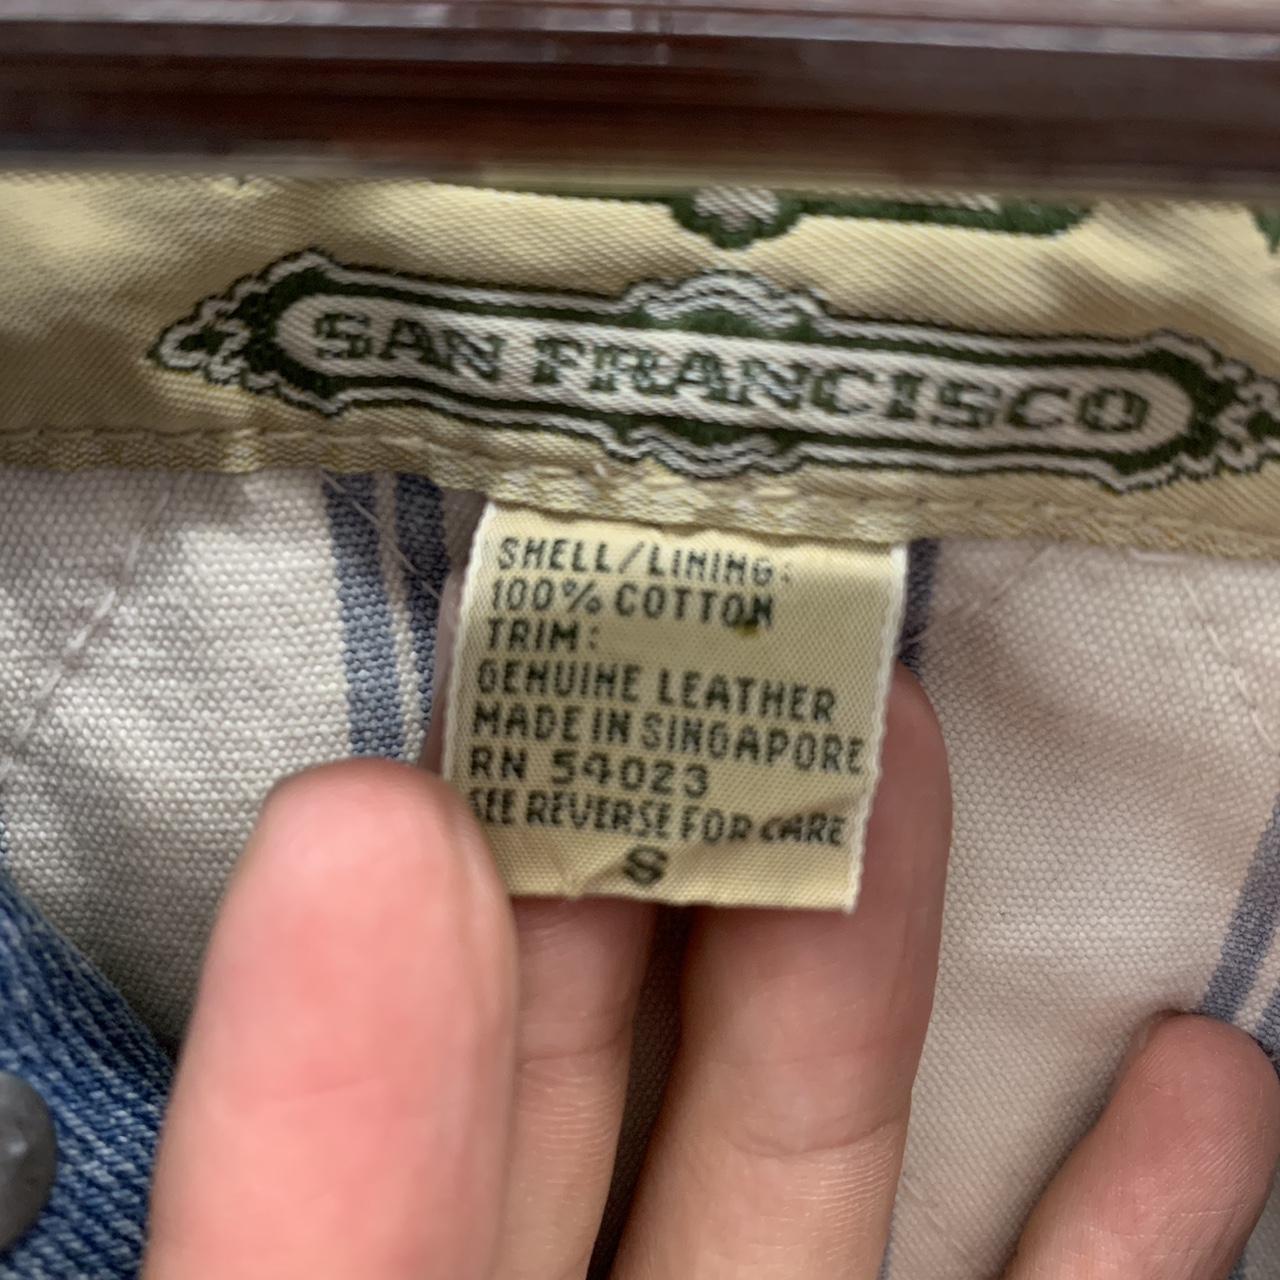 SAN FRANCISCO
SHELL/LINING:
100% COTTON
TRIM:
GENUINE LEATHER
MADE IN SINGAPORE
RN 54023
SEE REVERSE FOR CARE
S